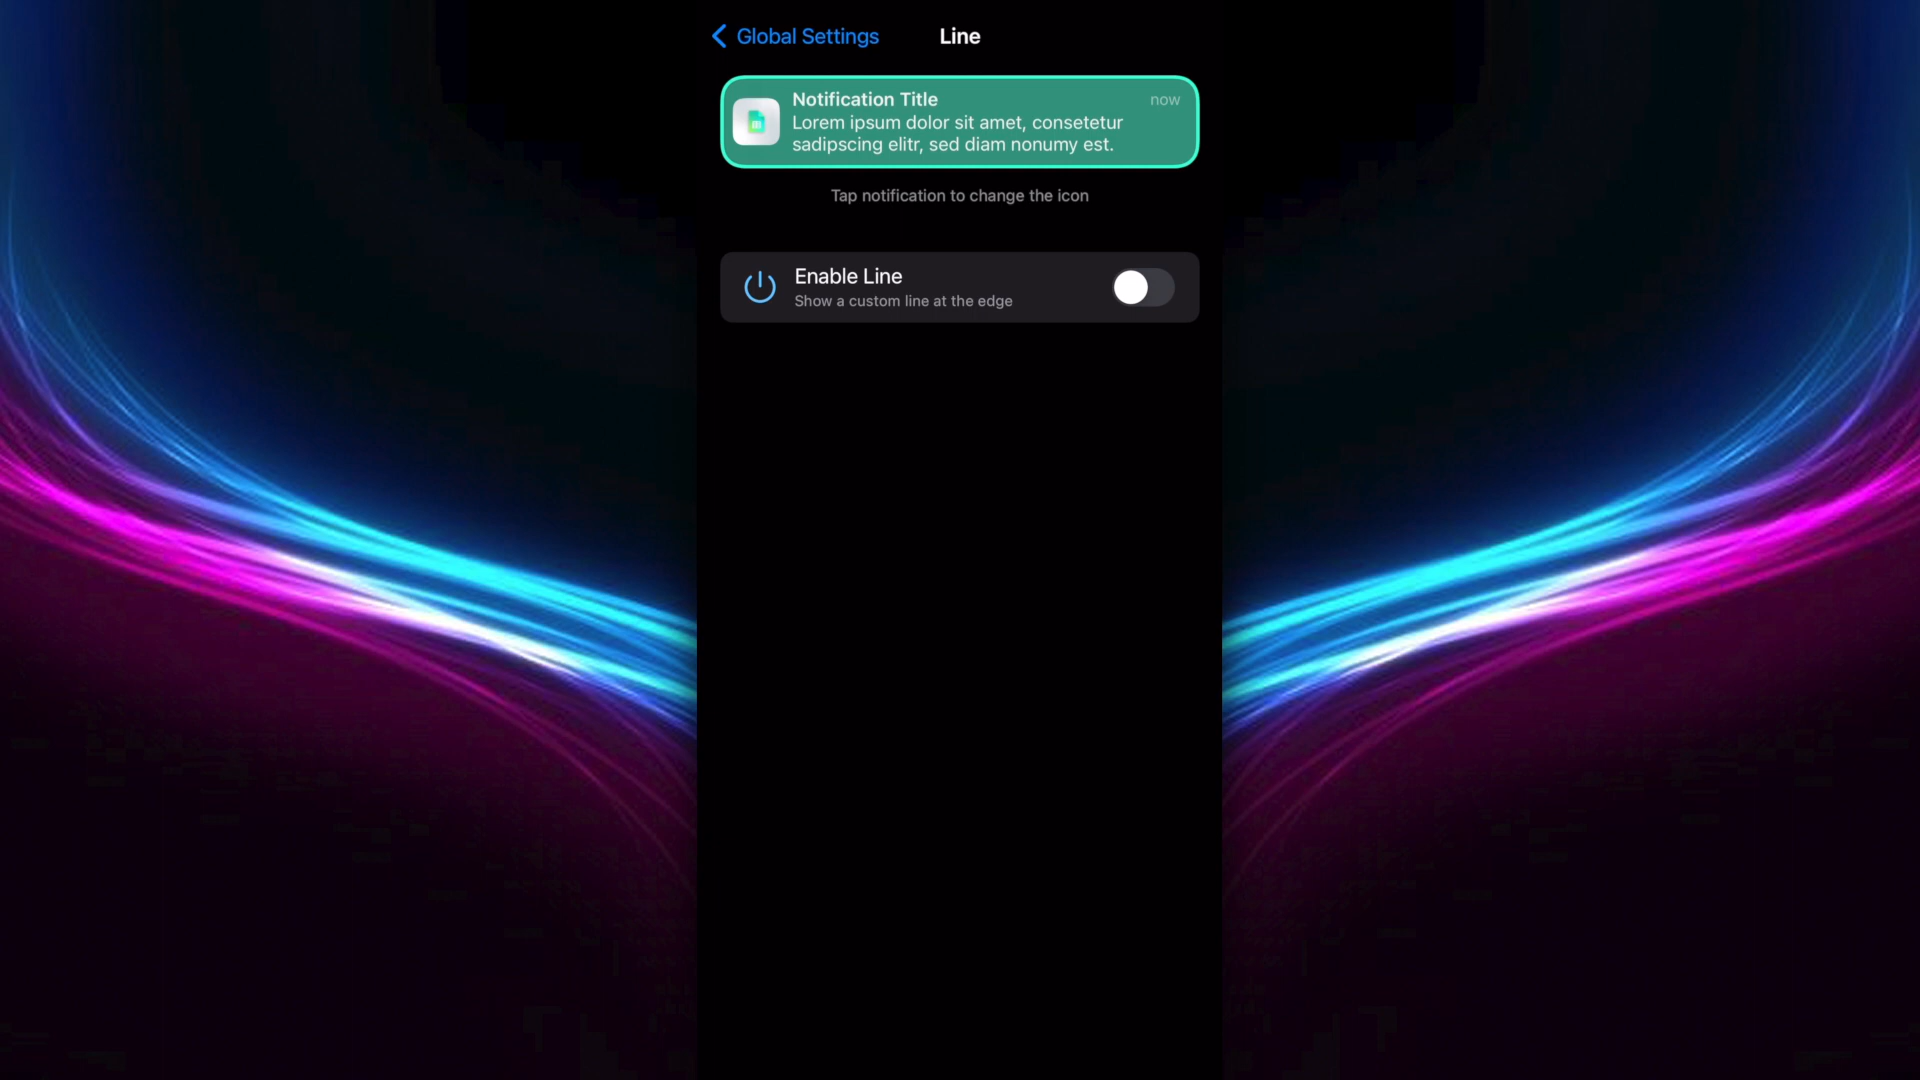 Global Settings
Line
Notification Title
now
Lorem ipsum dolor sit amet, consetetur
sadipscing elitr, sed diam nonumy est.
Tap notification to change the icon
Enable Line
Show a custom line at the edge